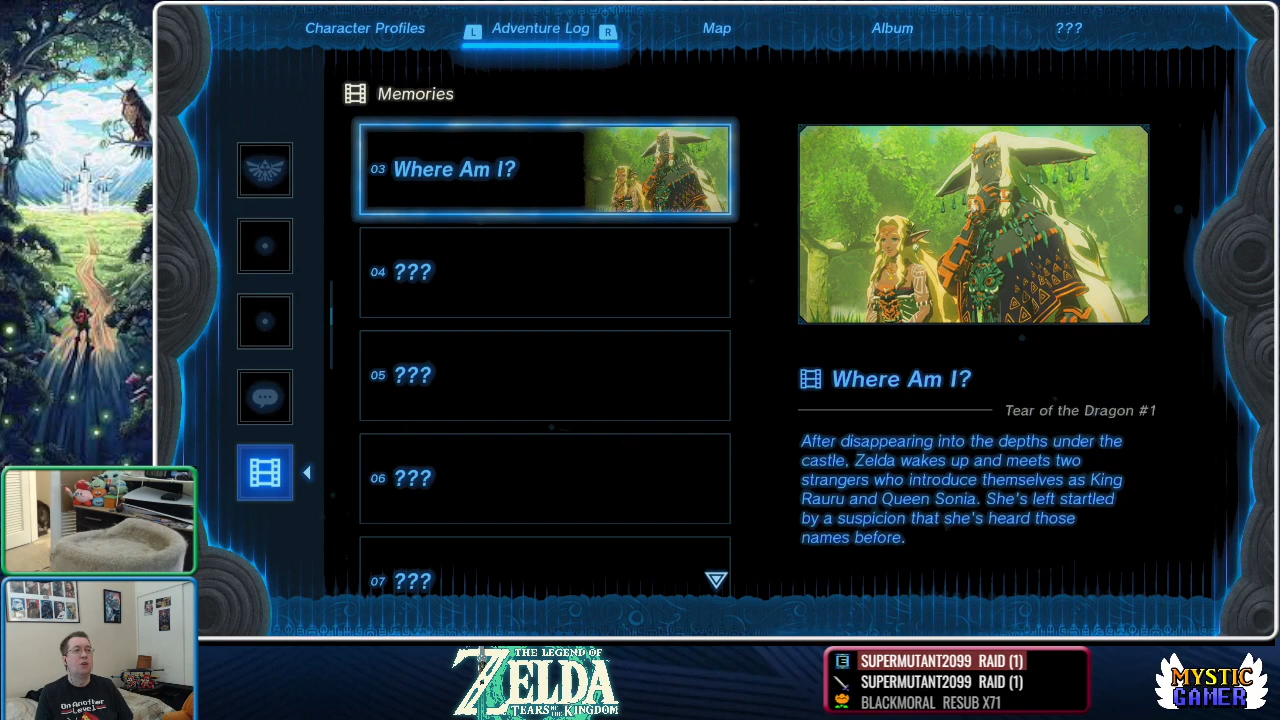 Character Profiles
L Adventure Log R
Map
Album
???
Memories
03 Where Am I?
04 ???
05 ???
06 ???
07 ???
Where Am I?
Tear of the Dragon #1
After disappearing into the depths under the
castle, Zelda wakes up and meets two
strangers who introduce themselves as King
Rauru and Queen Sonia. She's left startled
by a suspicion that she's heard those
names before.
On Another
Level
THE LEGEND OF
ZELDA
TEARS OF THE KINGDOM
SUPERMUTANT2099 RAID (1)
SUPERMUTANT2099 RAID (1)
BLACKMORAL RESUB X71
MYSTIC
GAMER